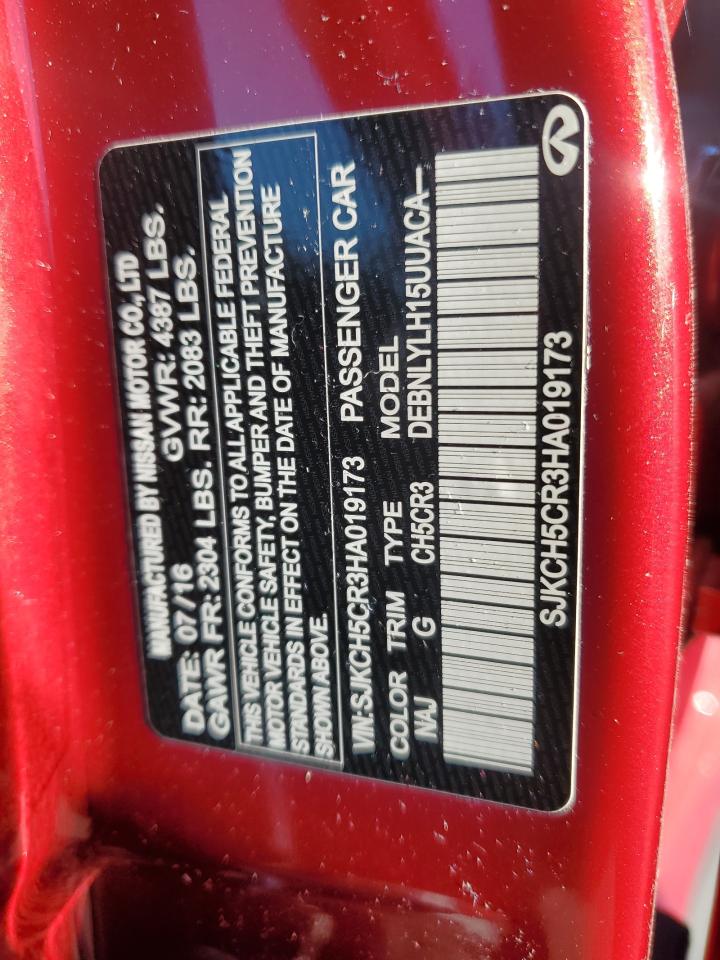 MANUFACTURED BY NISSAN MOTOR CO., LTD
DATE: 07/16 GVWR: 4387 LBS.
GAWR FR: 2304 LBS. RR: 2083 LBS.
THIS VEHICLE CONFORMS TO ALL APPLICABLE FEDERAL
MOTOR VEHICLE SAFETY, BUMPER AND THEFT PREVENTION
STANDARDS IN EFFECT ON THE DATE OF MANUFACTURE
SHOWN ABOVE.
VIN:SJKCH5CR3HA019173 PASSENGER CAR
COLOR TRIM TYPE MODEL
NAJ G CH5CR3 DEBNLYLH15UUACA—
SJKCH5CR3HA019173